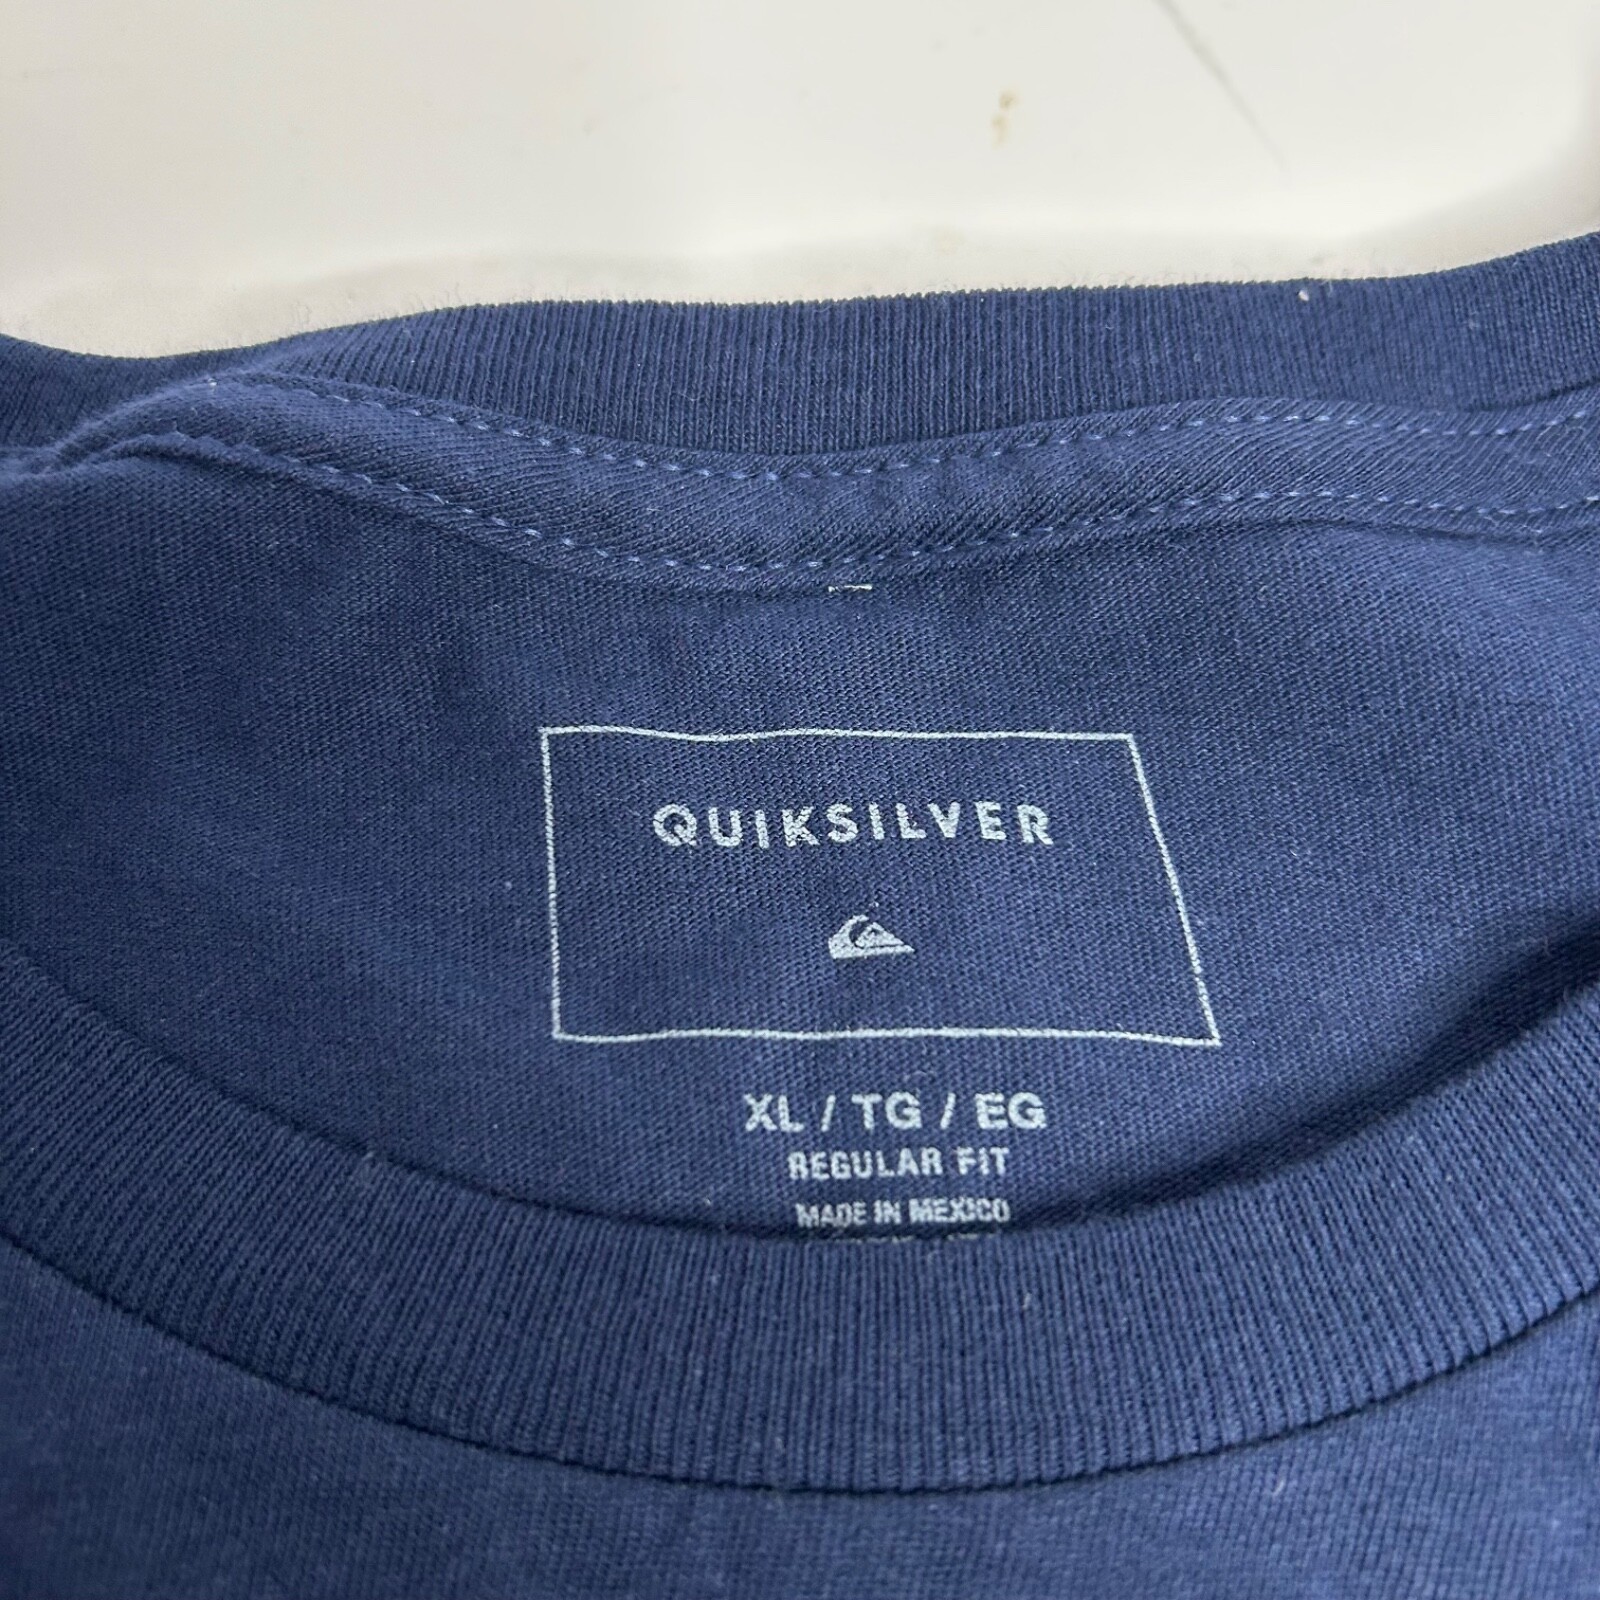 QUIKSILVER
XL / TG / EG
REGULAR FIT
MADE IN MEXICO